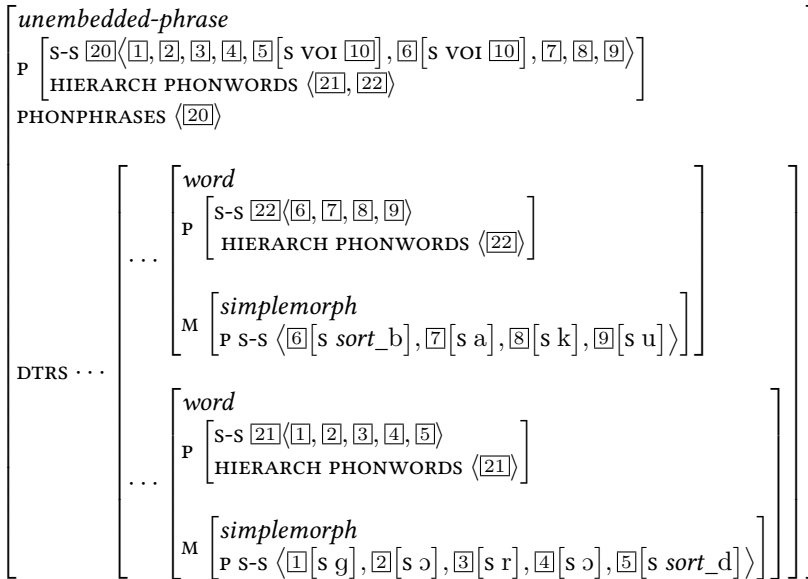 unembedded-phrase
P [S-S 20⟨1, 2, 3, 4, 5[S VOI 10], 6[S VOI 10], 7, 8, 9⟩
HIERARCH PHONWORDS ⟨21, 22⟩]
PHONPHRASES ⟨20⟩
word
P [S-S 22⟨6, 7, 8, 9⟩
HIERARCH PHONWORDS ⟨22⟩]
...
M [simplemorph
P S-S ⟨6[S sort_b], 7[S a], 8[S k], 9[S u]⟩]
DTRS ···
word
P [S-S 21⟨1, 2, 3, 4, 5⟩
HIERARCH PHONWORDS ⟨21⟩]
...
M [simplemorph
P S-S ⟨1[S ɡ], 2[S ɔ], 3[S r], 4[S ɔ], 5[S sort_d]⟩]